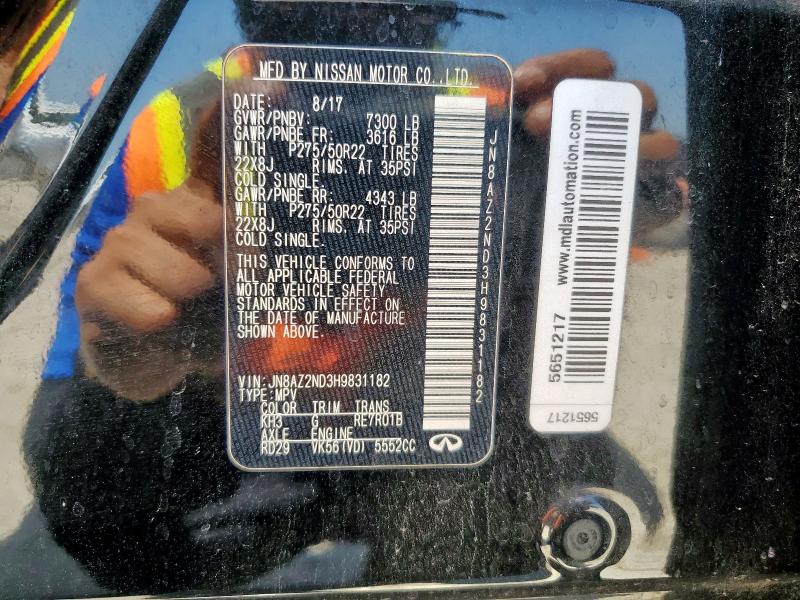 MFD BY NISSAN MOTOR CO.,LTD.
DATE: 8/17
GVWR/PNBV: 7300 LB
GAWR/PNBE FR: 3616 LB
WITH P275/50R22 TIRES
22X8J RIMS. AT 35PSI
COLD SINGLE.
GAWR/PNBE RR: 4343 LB
WITH P275/50R22 TIRES
22X8J RIMS. AT 35PSI
COLD SINGLE.
THIS VEHICLE CONFORMS TO
ALL APPLICABLE FEDERAL
MOTOR VEHICLE SAFETY
STANDARDS IN EFFECT ON
THE DATE OF MANUFACTURE
SHOWN ABOVE.
VIN: JN8AZ2ND3H9831182
TYPE: MPV
COLOR TRIM TRANS
KH3 G RE7R01B
AXLE ENGINE
RD29 VK56(VD) 5552CC
JN8AZ2ND3H9831182
www.mdlautomation.com
5651217
5651217